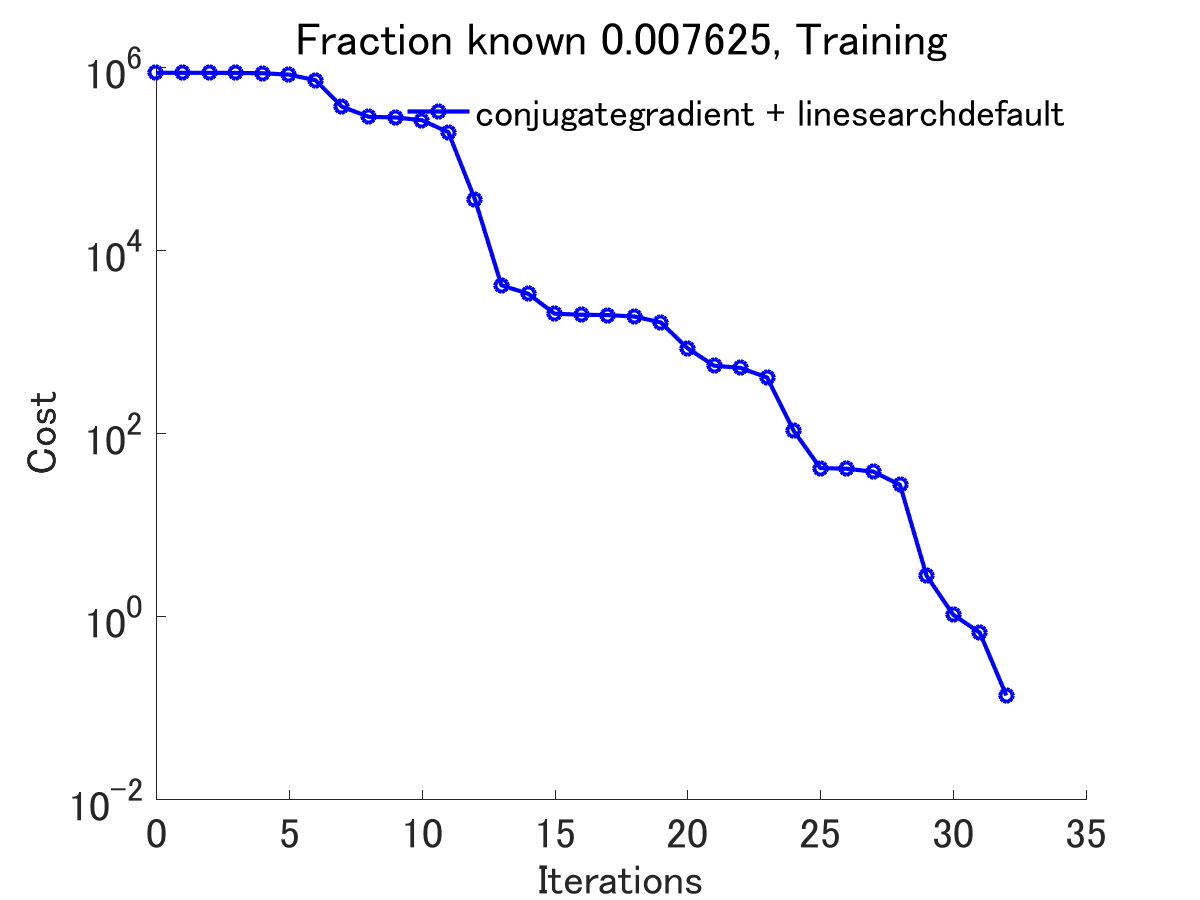 Fraction known 0.007625, Training
conjugategradient + linesearchdefault
10^6
10^4
10^2
10^0
10^-2
Cost
0 5 10 15 20 25 30 35
Iterations